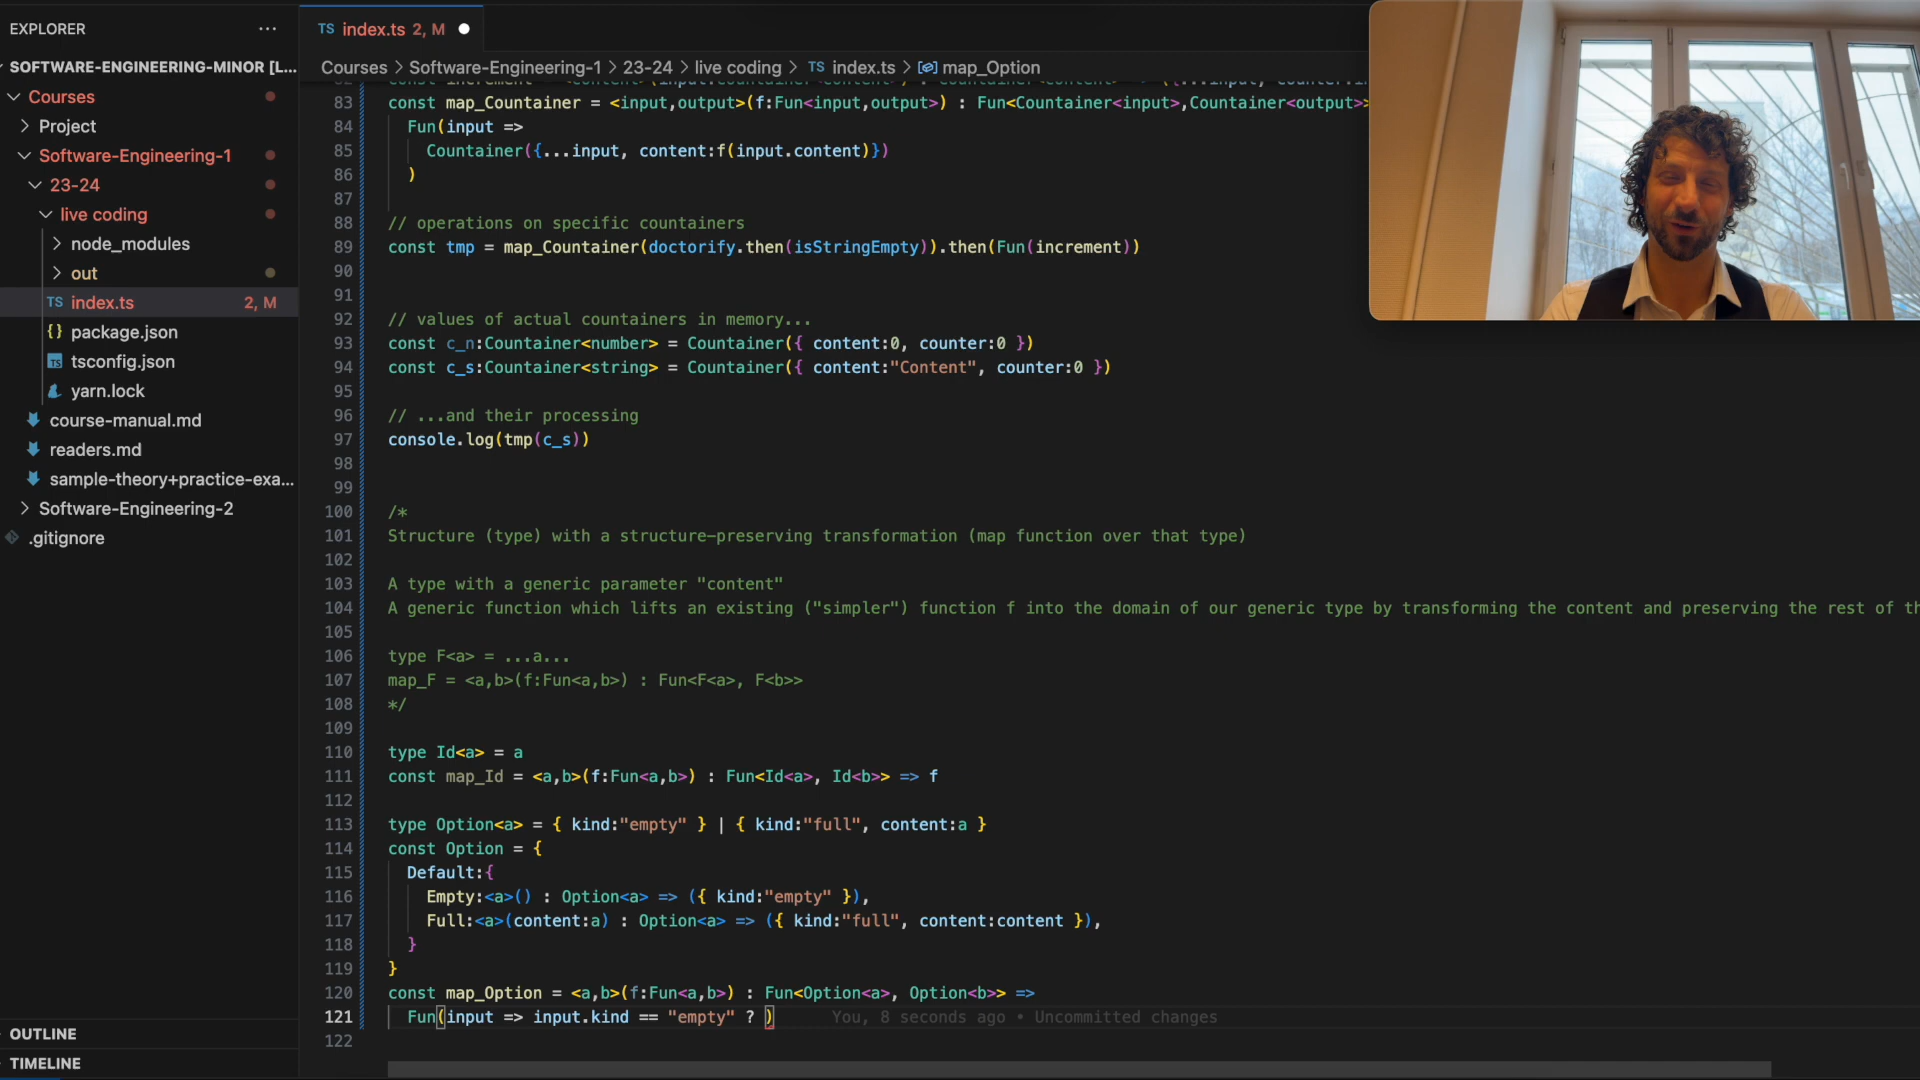 EXPLORER
SOFTWARE-ENGINEERING-MINOR [L...
Courses
Project
Software-Engineering-1
23-24
live coding
node_modules
out
TS index.ts 2, M
{} package.json
TS tsconfig.json
yarn.lock
course-manual.md
readers.md
sample-theory+practice-exa...
Software-Engineering-2
.gitignore
OUTLINE
TIMELINE
TS index.ts 2, M
Courses > Software-Engineering-1 > 23-24 > live coding > TS index.ts > map_Option
83 const map_Countainer = <input,output>(f:Fun<input,output>) : Fun<Countainer<input>,Countainer<output>>
84 Fun(input =>
85 Countainer({...input, content:f(input.content)})
86 )
87
88 // operations on specific countainers
89 const tmp = map_Countainer(doctorify.then(isStringEmpty)).then(Fun(increment))
90
91
92 // values of actual countainers in memory...
93 const c_n:Countainer<number> = Countainer({ content:0, counter:0 })
94 const c_s:Countainer<string> = Countainer({ content:"Content", counter:0 })
95
96 // ...and their processing
97 console.log(tmp(c_s))
98
99
100 /*
101 Structure (type) with a structure-preserving transformation (map function over that type)
102
103 A type with a generic parameter "content"
104 A generic function which lifts an existing ("simpler") function f into the domain of our generic type by transforming the content and preserving the rest of th
105
106 type F<a> = ...a...
107 map_F = <a,b>(f:Fun<a,b>) : Fun<F<a>, F<b>>
108 */
109
110 type Id<a> = a
111 const map_Id = <a,b>(f:Fun<a,b>) : Fun<Id<a>, Id<b>> => f
112
113 type Option<a> = { kind:"empty" } | { kind:"full", content:a }
114 const Option = {
115 Default:{
116 Empty:<a>() : Option<a> => ({ kind:"empty" }),
117 Full:<a>(content:a) : Option<a> => ({ kind:"full", content:content }),
118 }
119 }
120 const map_Option = <a,b>(f:Fun<a,b>) : Fun<Option<a>, Option<b>> =>
121 Fun(input => input.kind == "empty" ? ) You, 8 seconds ago • Uncommitted changes
122